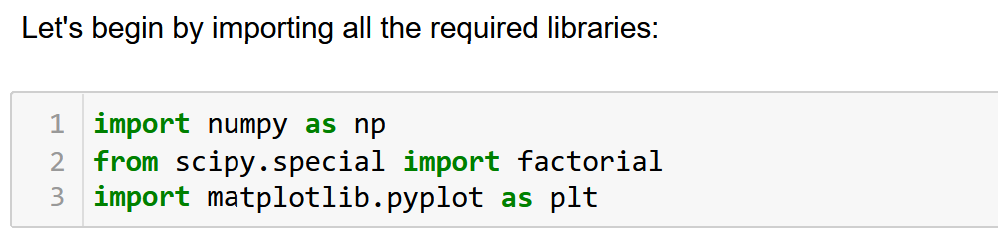 Let's begin by importing all the required libraries:
1 import numpy as np
2 from scipy.special import factorial
3 import matplotlib.pyplot as plt